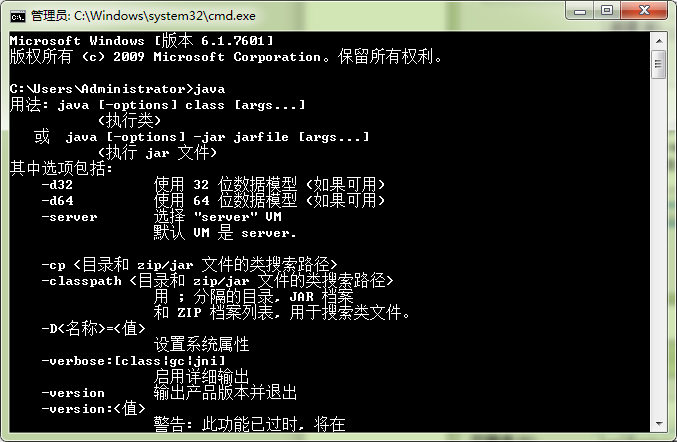 管理员: C:\Windows\system32\cmd.exe
Microsoft Windows [版本 6.1.7601]
版权所有 (c) 2009 Microsoft Corporation。保留所有权利。
C:\Users\Administrator>java
用法: java [-options] class [args...]
(执行类)
或  java [-options] -jar jarfile [args...]
(执行 jar 文件)
其中选项包括:
-d32          使用 32 位数据模型 (如果可用)
-d64          使用 64 位数据模型 (如果可用)
-server       选择 "server" VM
默认 VM 是 server.
-cp <目录和 zip/jar 文件的类搜索路径>
-classpath <目录和 zip/jar 文件的类搜索路径>
用 ; 分隔的目录, JAR 档案
和 ZIP 档案列表, 用于搜索类文件。
-D<名称>=<值>
设置系统属性
-verbose:[class|gc|jni]
启用详细输出
-version      输出产品版本并退出
-version:<值>
警告: 此功能已过时, 将在